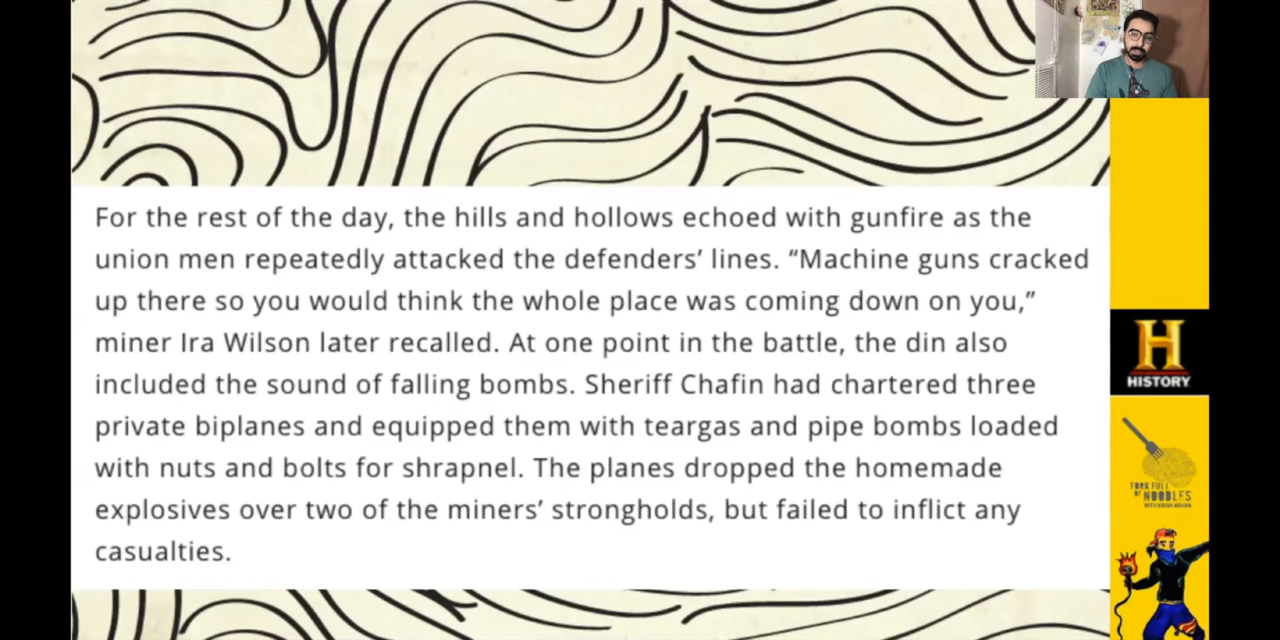 For the rest of the day, the hills and hollows echoed with gunfire as the
union men repeatedly attacked the defenders’ lines. “Machine guns cracked
up there so you would think the whole place was coming down on you,”
miner Ira Wilson later recalled. At one point in the battle, the din also
included the sound of falling bombs. Sheriff Chafin had chartered three
private biplanes and equipped them with teargas and pipe bombs loaded
with nuts and bolts for shrapnel. The planes dropped the homemade
explosives over two of the miners’ strongholds, but failed to inflict any
casualties.
H
HISTORY
FORK FULL
OF NOODLES